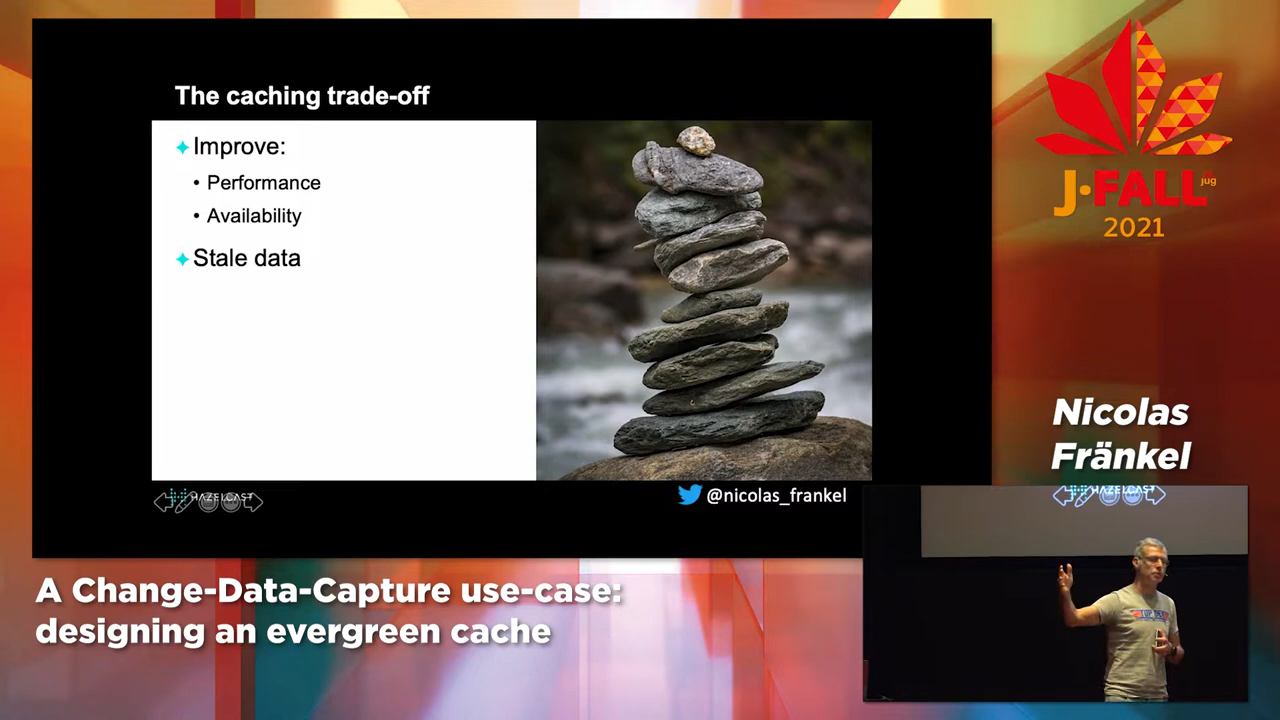 The caching trade-off
Improve:
• Performance
• Availability
Stale data
HAZELCAST
@nicolas_frankel
J•FALL
jug
2021
Nicolas
Fränkel
HAZELCAST
A Change-Data-Capture use-case:
designing an evergreen cache